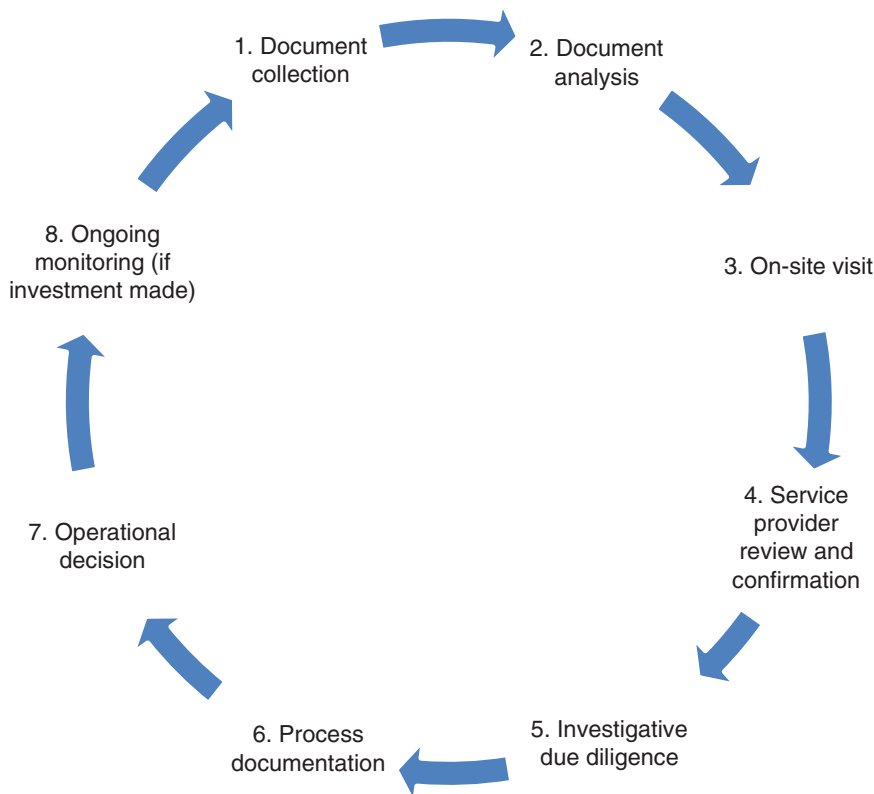 1. Document
collection
2. Document
analysis
3. On-site visit
4. Service
provider
review and
confirmation
5. Investigative
due diligence
6. Process
documentation
7. Operational
decision
8. Ongoing
monitoring (if
investment made)